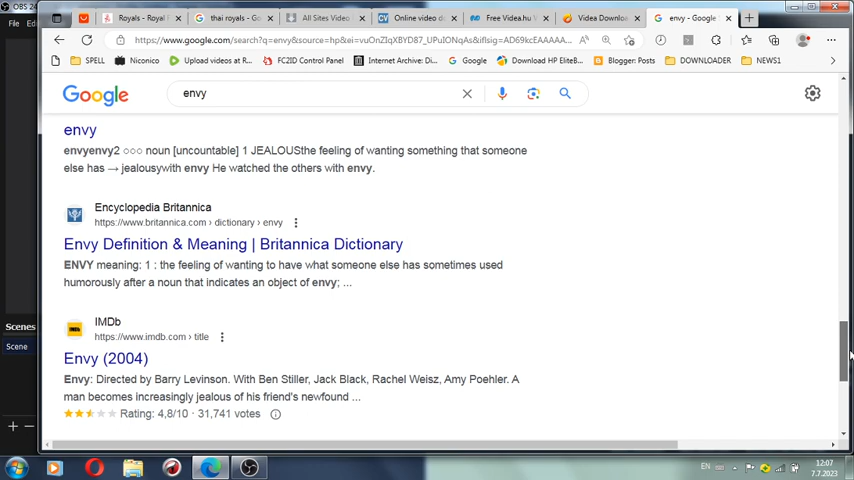 OBS 24
File
Royals - Royal
thai royals - Go
All Sites Video
Online video do
Free Videa.hu
Videa Download
envy - Google
https://www.google.com/search?q=envy&source=hp&ei=vuOnZIqXBYD87_UPuIONQAs&iflsig=AD69kcEAAAAA...
SPELL
Niconico
Upload videos at R...
FC2ID Control Panel
Internet Archive: Di...
Google
Download HP EliteB...
Blogger: Posts
DOWNLOADER
NEWS1
Google
envy
envy
envyenvy2 ○○○ noun [uncountable] 1 JEALOUSthe feeling of wanting something that someone
else has → jealousywith envy He watched the others with envy.
Encyclopedia Britannica
https://www.britannica.com › dictionary › envy
Envy Definition & Meaning | Britannica Dictionary
ENVY meaning: 1 : the feeling of wanting to have what someone else has sometimes used
humorously after a noun that indicates an object of envy; ...
IMDb
https://www.imdb.com › title
Envy (2004)
Envy: Directed by Barry Levinson. With Ben Stiller, Jack Black, Rachel Weisz, Amy Poehler. A
man becomes increasingly jealous of his friend's newfound ...
Rating: 4,8/10 · 31,741 votes
Scenes
Scene
EN
12:07
7.7.2023